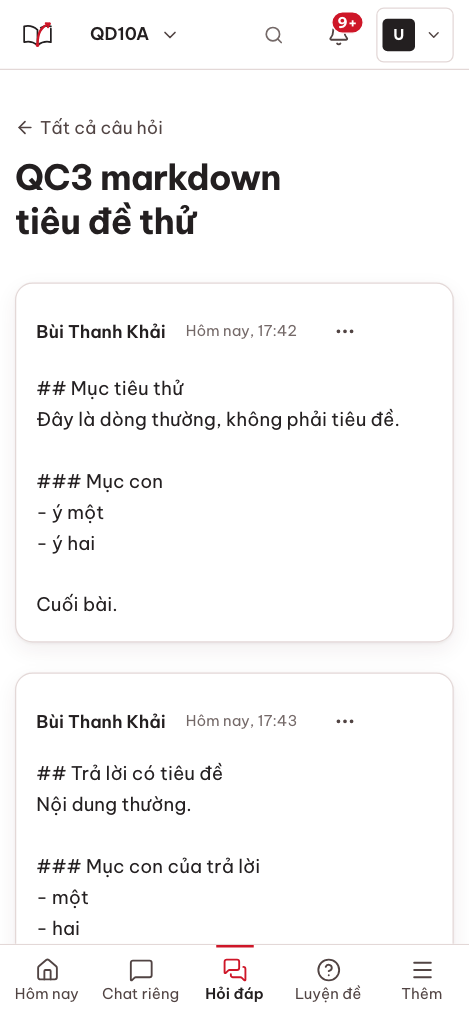 QD10A
9+
U
Tất cả câu hỏi
QC3 markdown
tiêu đề thử
Bùi Thanh Khải Hôm nay, 17:42
## Mục tiêu thử
Đây là dòng thường, không phải tiêu đề.
### Mục con
- ý một
- ý hai
Cuối bài.
Bùi Thanh Khải Hôm nay, 17:43
## Trả lời có tiêu đề
Nội dung thường.
### Mục con của trả lời
- một
- hai
Hôm nay Chat riêng Hỏi đáp Luyện đề Thêm